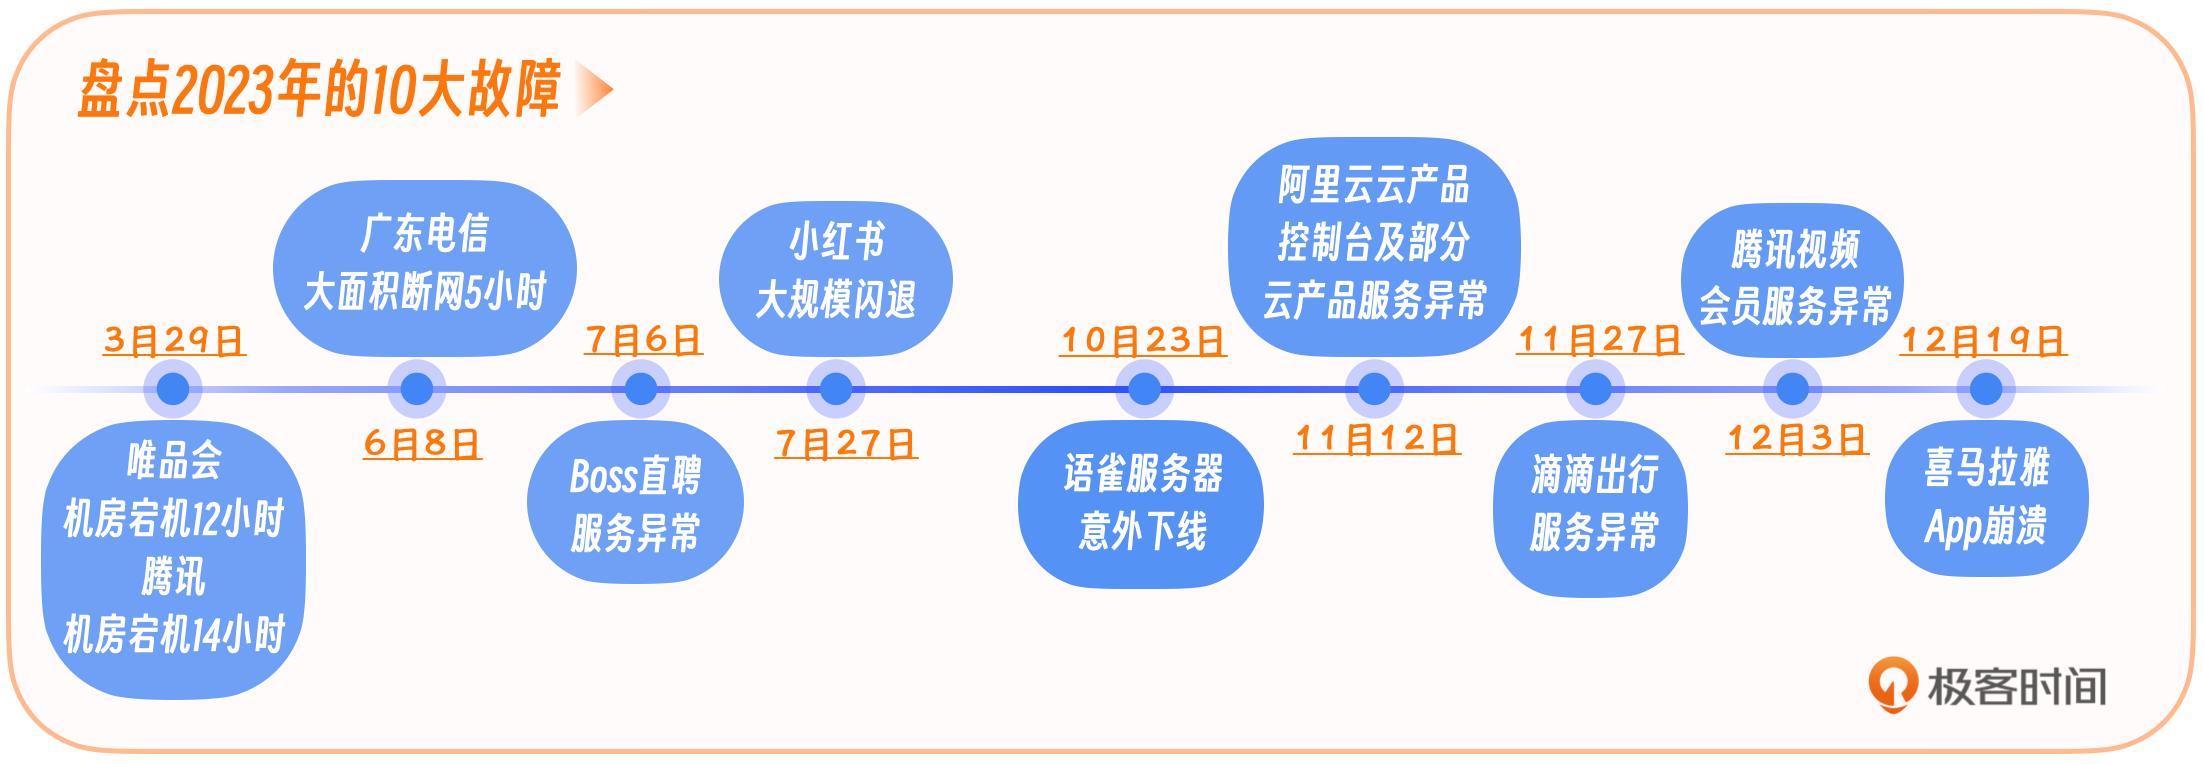 盘点2023年的10大故障
3月29日
唯品会
机房宕机12小时
腾讯
机房宕机14小时
广东电信
大面积断网5小时
6月8日
7月6日
Boss直聘
服务异常
小红书
大规模闪退
7月27日
10月23日
语雀服务器
意外下线
阿里云云产品
控制台及部分
云产品服务异常
11月12日
11月27日
滴滴出行
服务异常
腾讯视频
会员服务异常
12月3日
12月19日
喜马拉雅
App崩溃
极客时间